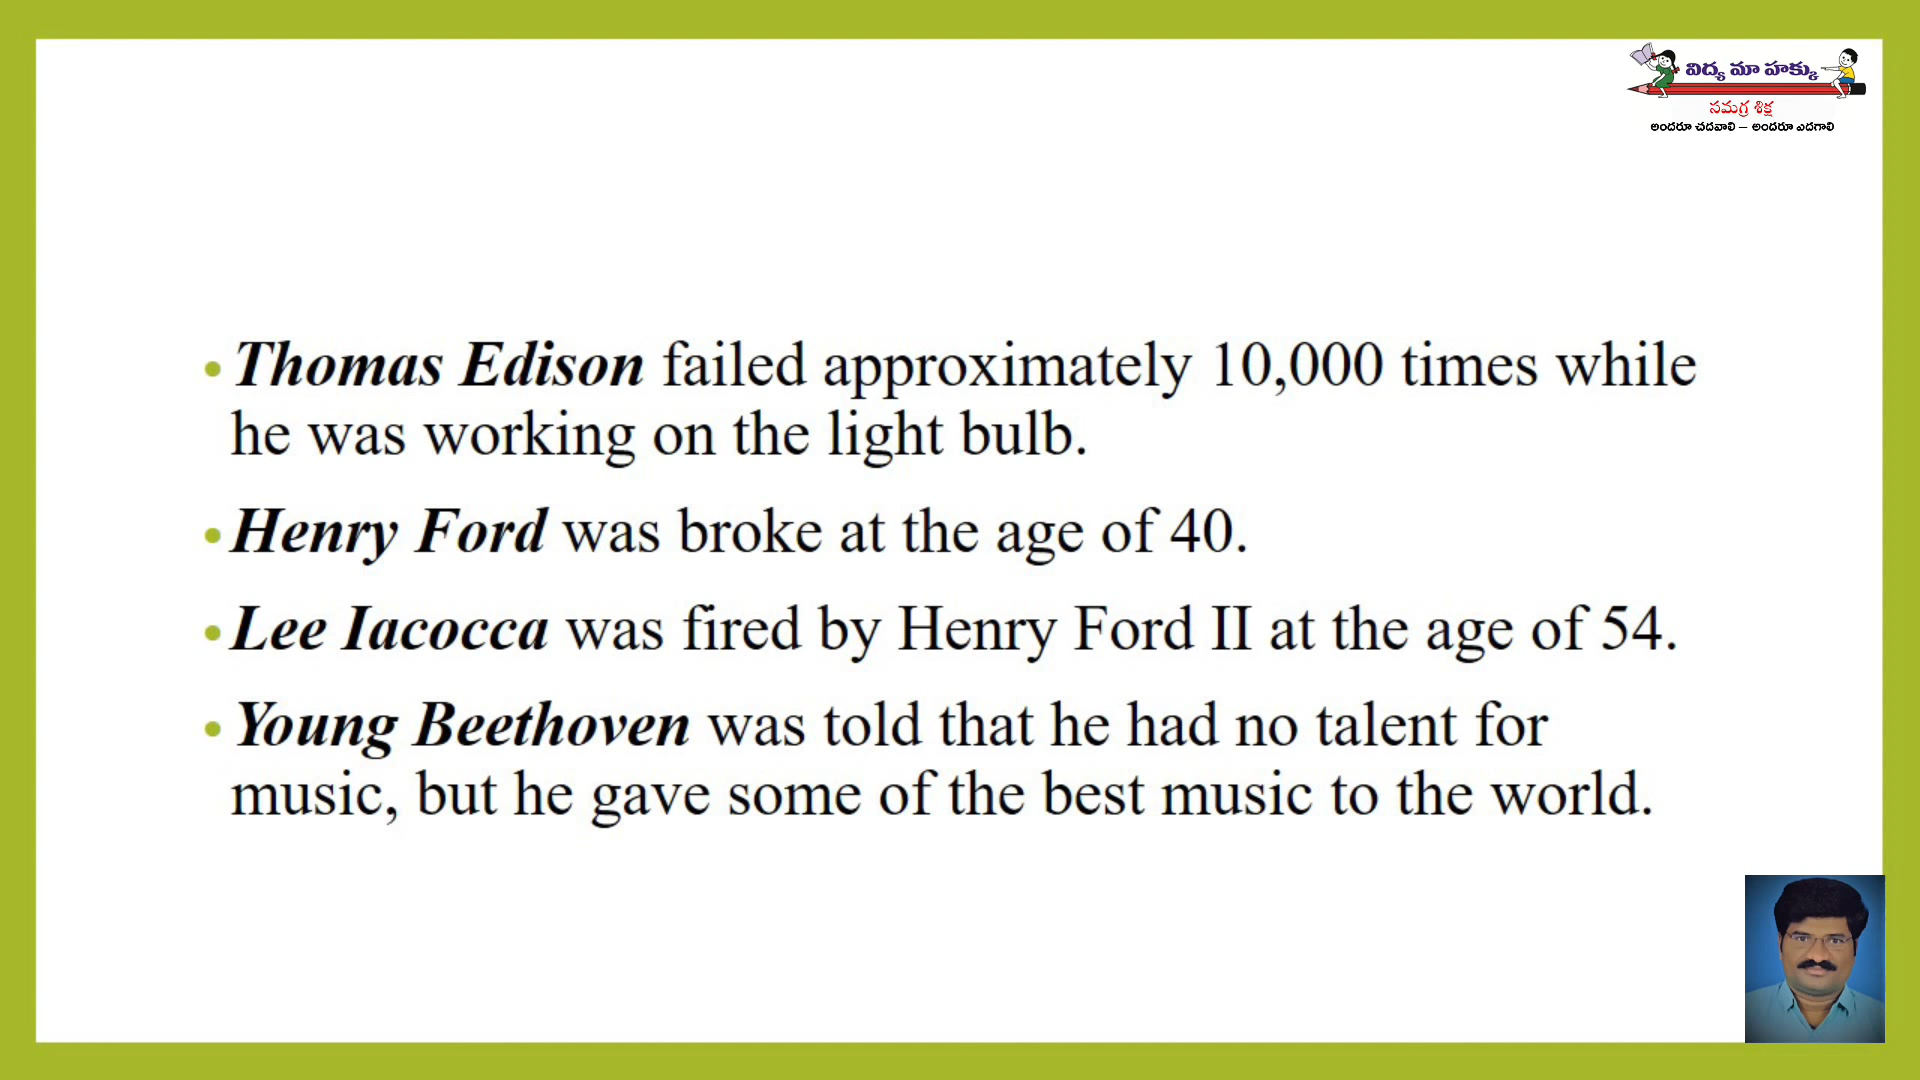 విద్య మా హక్కు
సమగ్ర శిక్ష
అందరూ చదవాలి – అందరూ ఎదగాలి
• Thomas Edison failed approximately 10,000 times while
he was working on the light bulb.
• Henry Ford was broke at the age of 40.
• Lee Iacocca was fired by Henry Ford II at the age of 54.
• Young Beethoven was told that he had no talent for
music, but he gave some of the best music to the world.